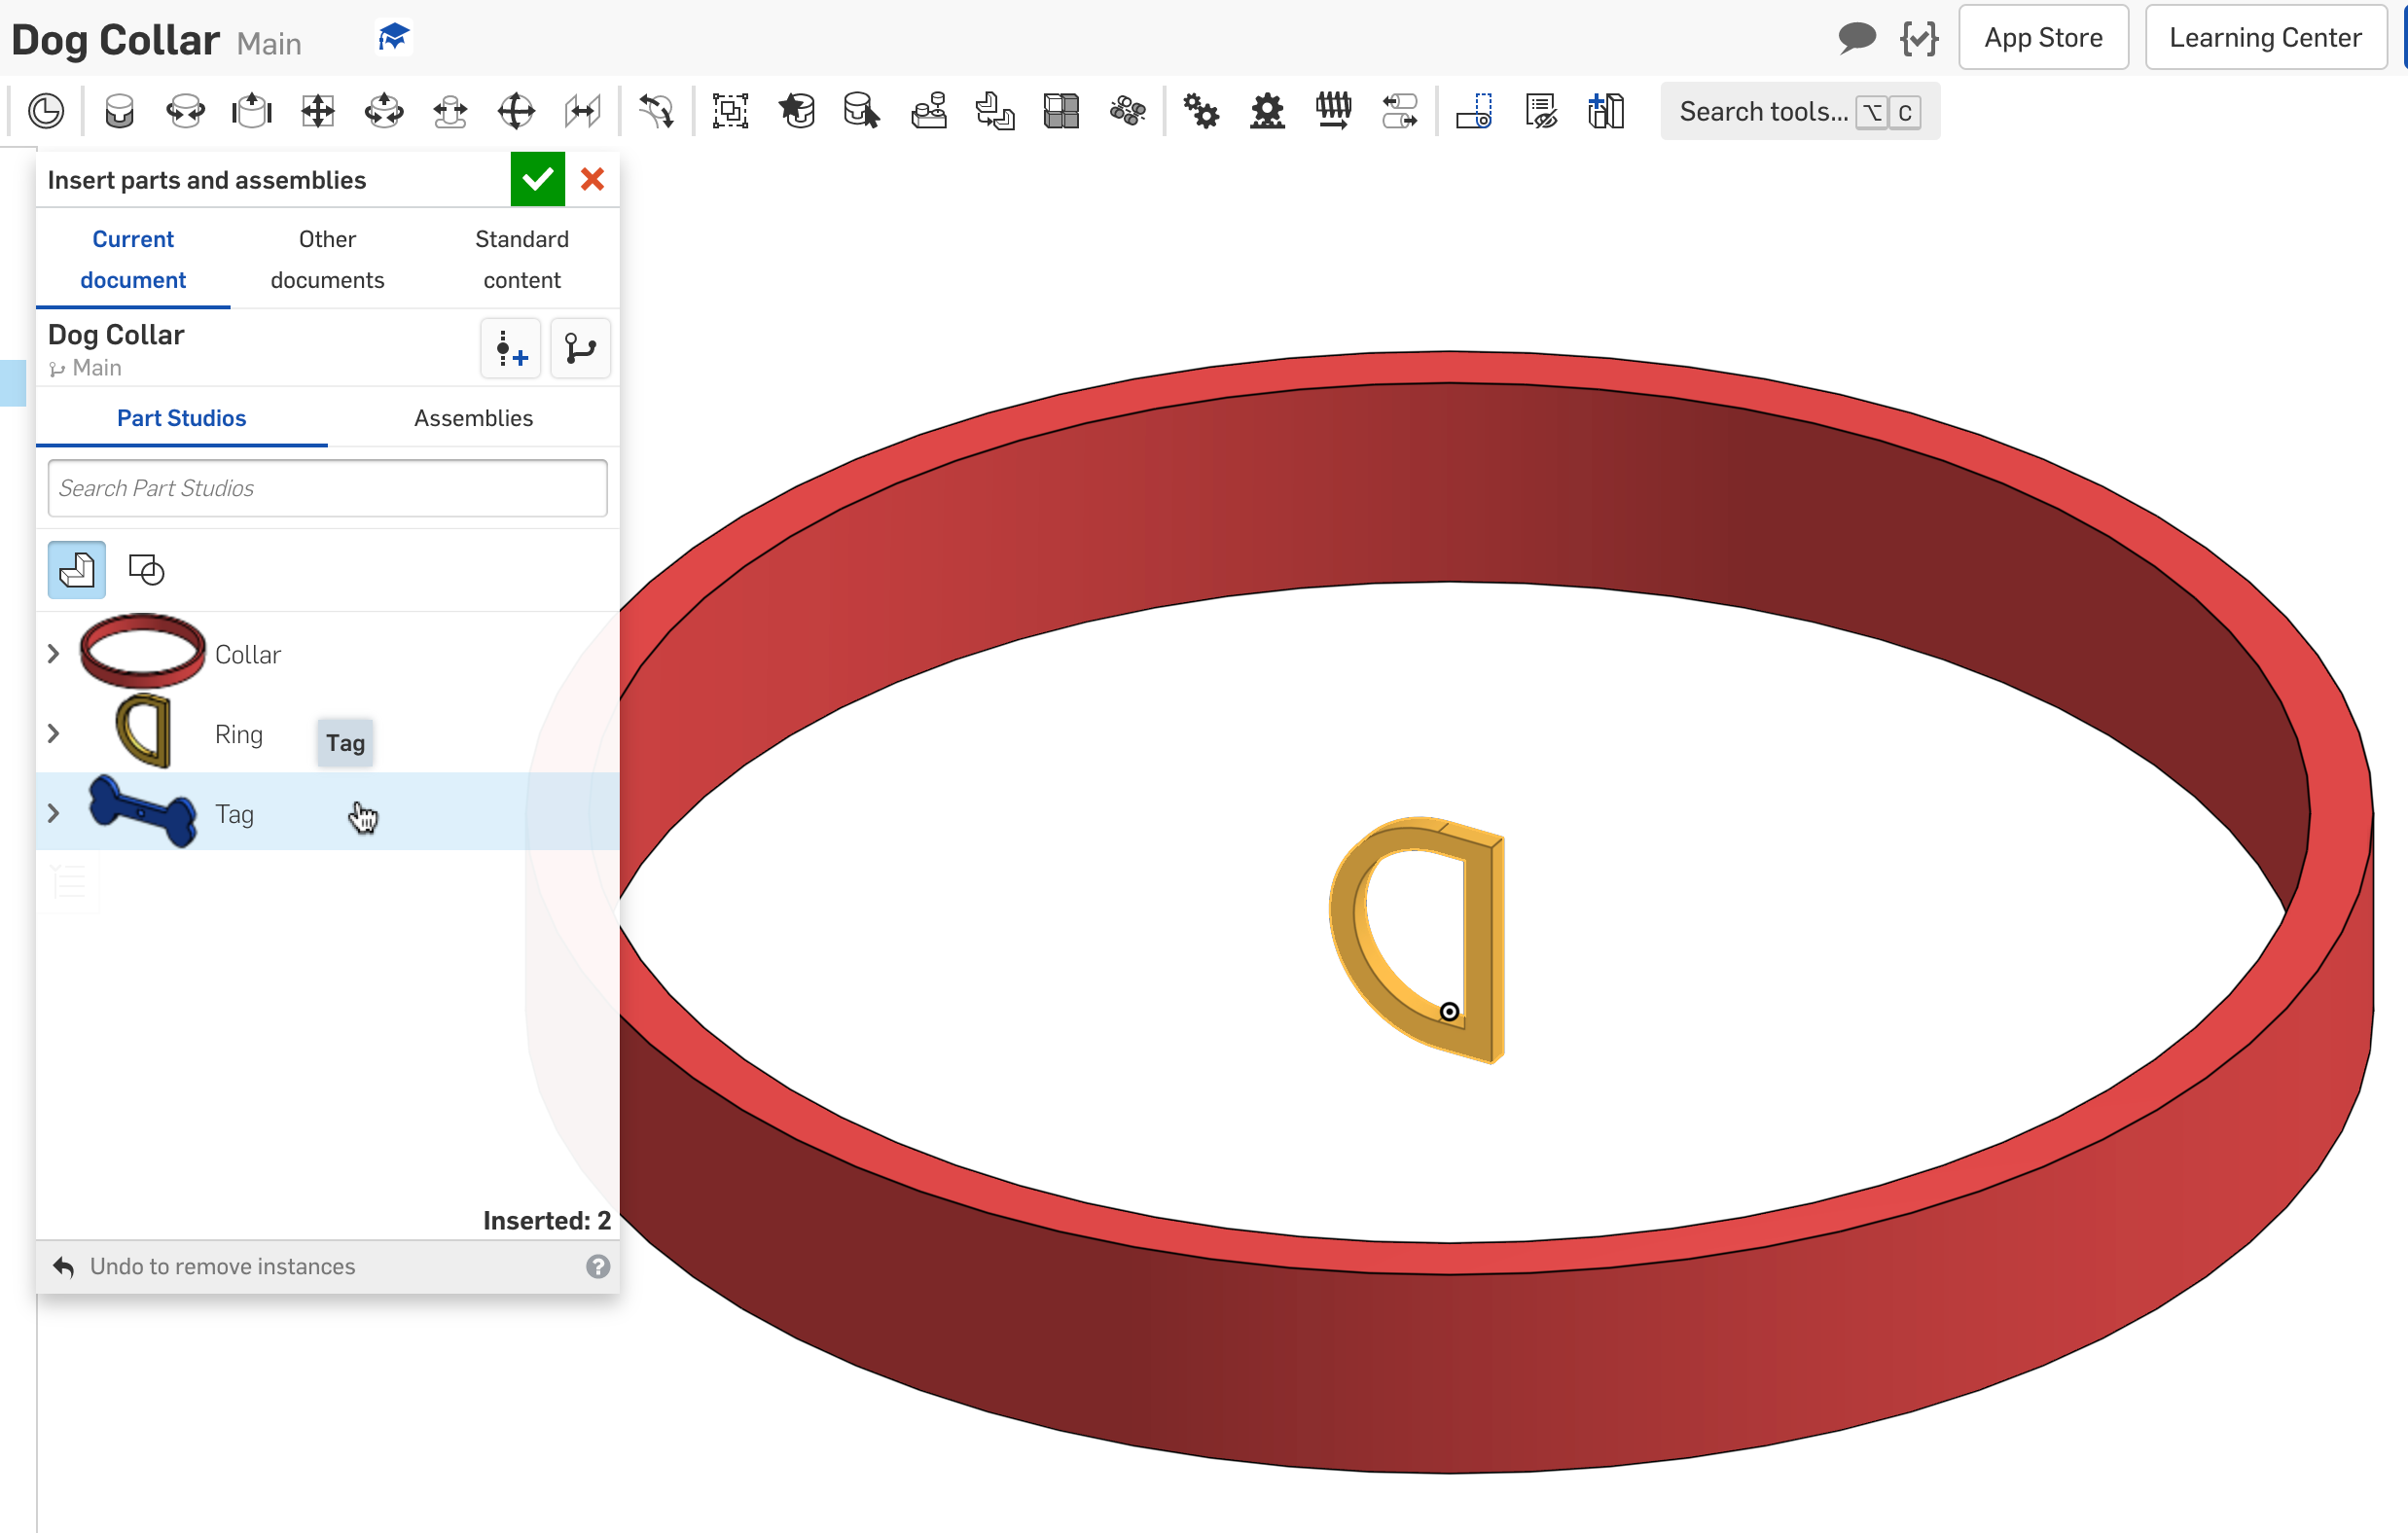 Dog Collar Main
App Store
Learning Center
Search tools... ⌥ C
Insert parts and assemblies
Current document
Other documents
Standard content
Dog Collar
Main
Part Studios
Assemblies
Search Part Studios
Collar
Ring
Tag
Tag
Inserted: 2
Undo to remove instances
?